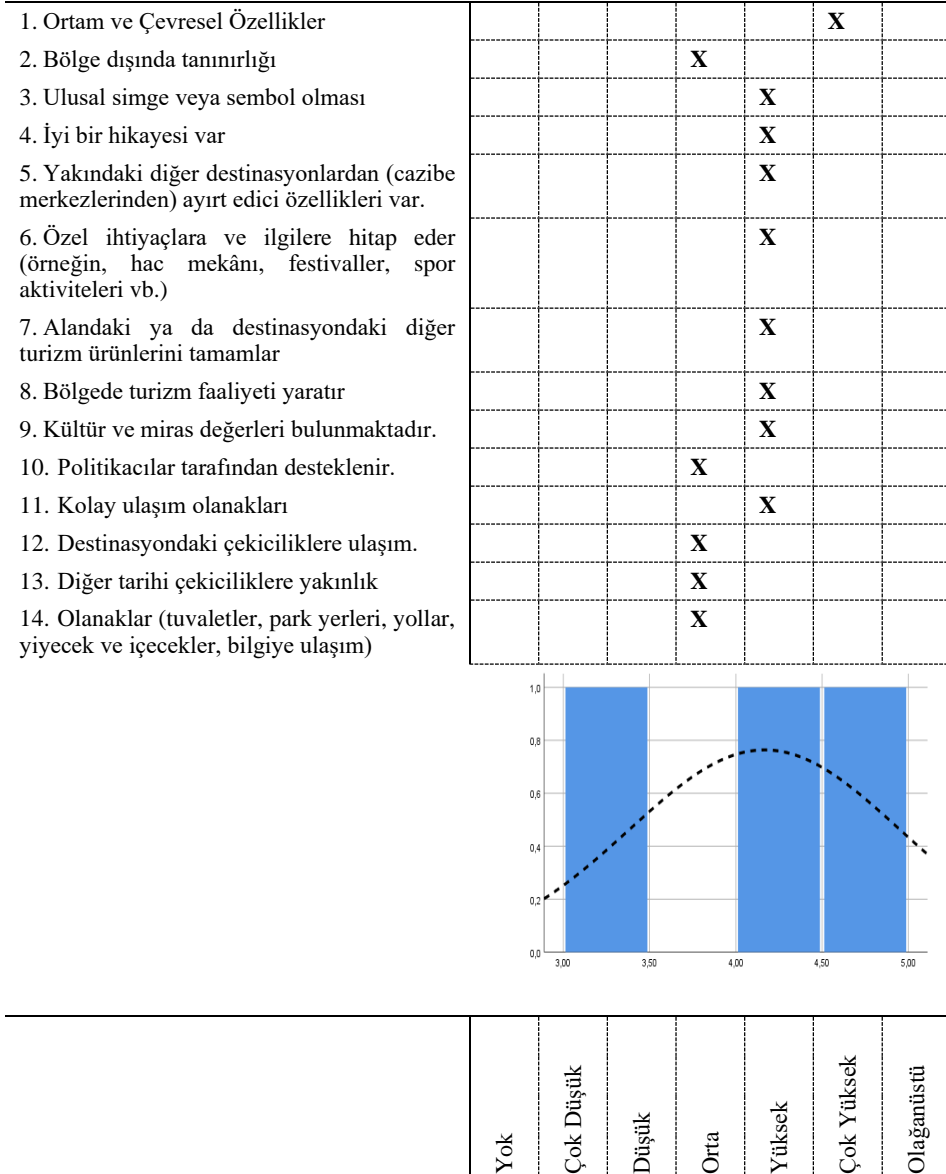 1. Ortam ve Çevresel Özellikler X
2. Bölge dışında tanınırlığı X
3. Ulusal simge veya sembol olması X
4. İyi bir hikayesi var X
5. Yakındaki diğer destinasyonlardan (cazibe X
merkezlerinden) ayırt edici özellikleri var.
6. Özel ihtiyaçlara ve ilgilere hitap eder X
(örneğin, hac mekânı, festivaller, spor
aktiviteleri vb.)
7. Alandaki ya da destinasyondaki diğer X
turizm ürünlerini tamamlar
8. Bölgede turizm faaliyeti yaratır X
9. Kültür ve miras değerleri bulunmaktadır. X
10. Politikacılar tarafından desteklenir. X
11. Kolay ulaşım olanakları X
12. Destinasyondaki çekiciliklere ulaşım. X
13. Diğer tarihi çekiciliklere yakınlık X
14. Olanaklar (tuvaletler, park yerleri, yollar, X
yiyecek ve içecekler, bilgiye ulaşım)
1,0
0,8
0,6
0,4
0,2
0,0
3,00 3,50 4,00 4,50 5,00
Yok
Çok Düşük
Düşük
Orta
Yüksek
Çok Yüksek
Olağanüstü